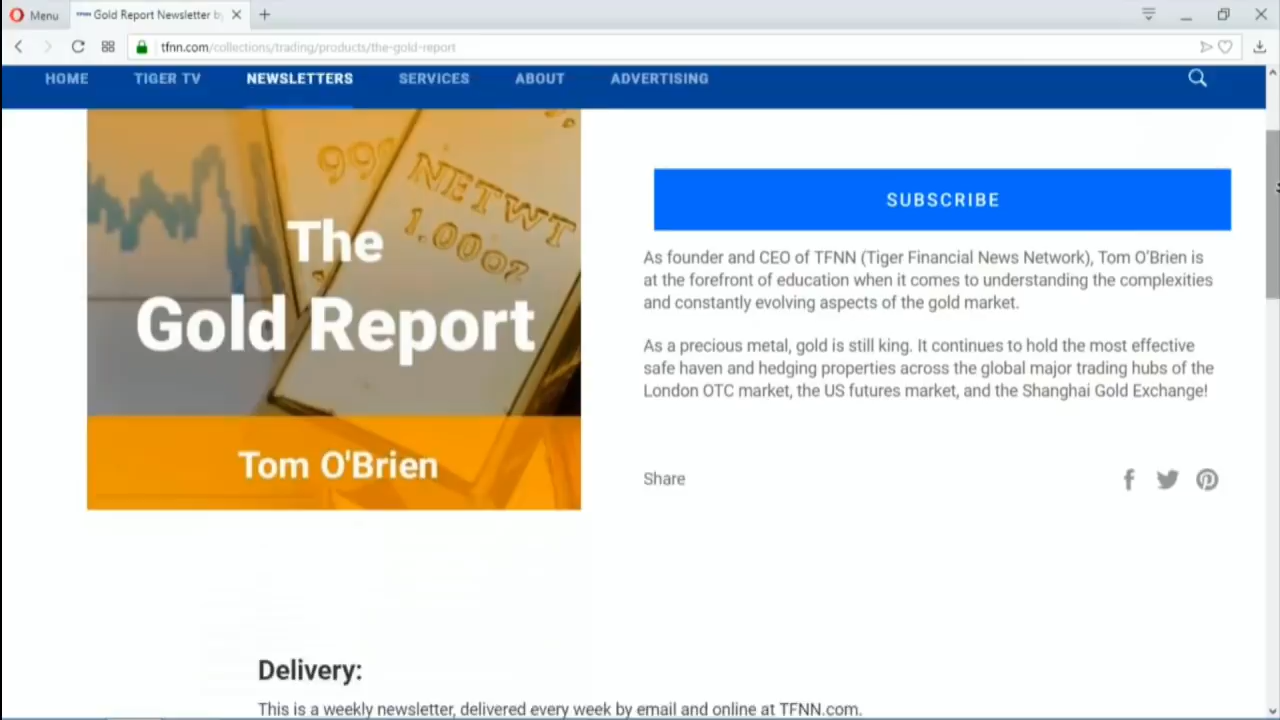 Menu
Gold Report Newsletter b
tfnn.com/collections/trading/products/the-gold-report
HOME TIGER TV NEWSLETTERS SERVICES ABOUT ADVERTISING
999
NETWT
1.00oz
The
Gold Report
Tom O'Brien
SUBSCRIBE
As founder and CEO of TFNN (Tiger Financial News Network), Tom O'Brien is
at the forefront of education when it comes to understanding the complexities
and constantly evolving aspects of the gold market.
As a precious metal, gold is still king. It continues to hold the most effective
safe haven and hedging properties across the global major trading hubs of the
London OTC market, the US futures market, and the Shanghai Gold Exchange!
Share
Delivery:
This is a weekly newsletter, delivered every week by email and online at TFNN.com.